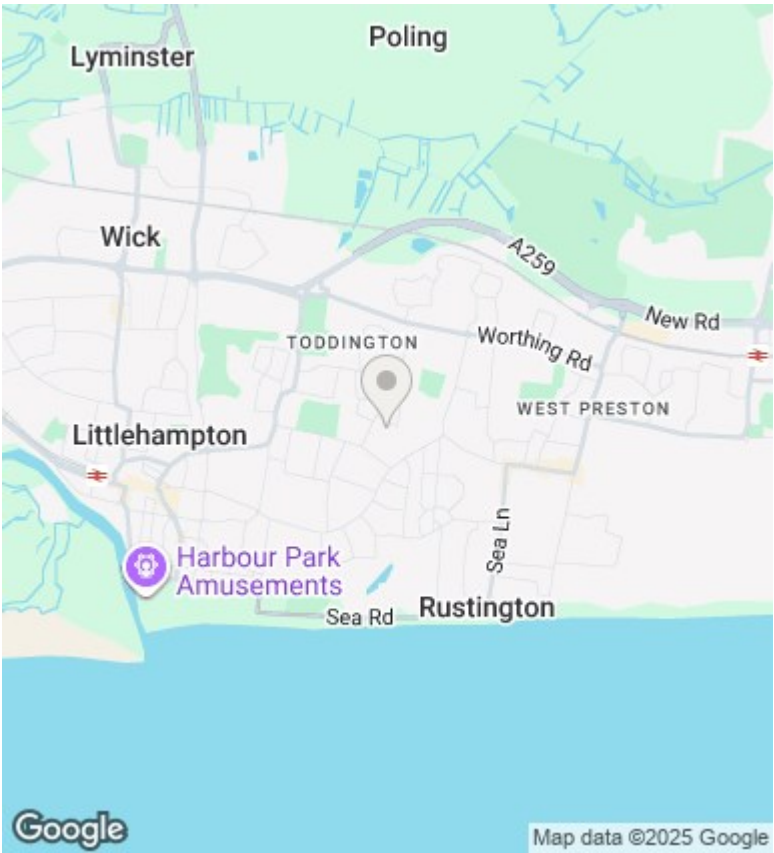 Poling
Lyminster
Wick
A259
New Rd
TODDINGTON
Worthing Rd
WEST PRESTON
Littlehampton
Sea Ln
Harbour Park
Amusements
Rustington
Sea Rd
Google
Map data ©2025 Google